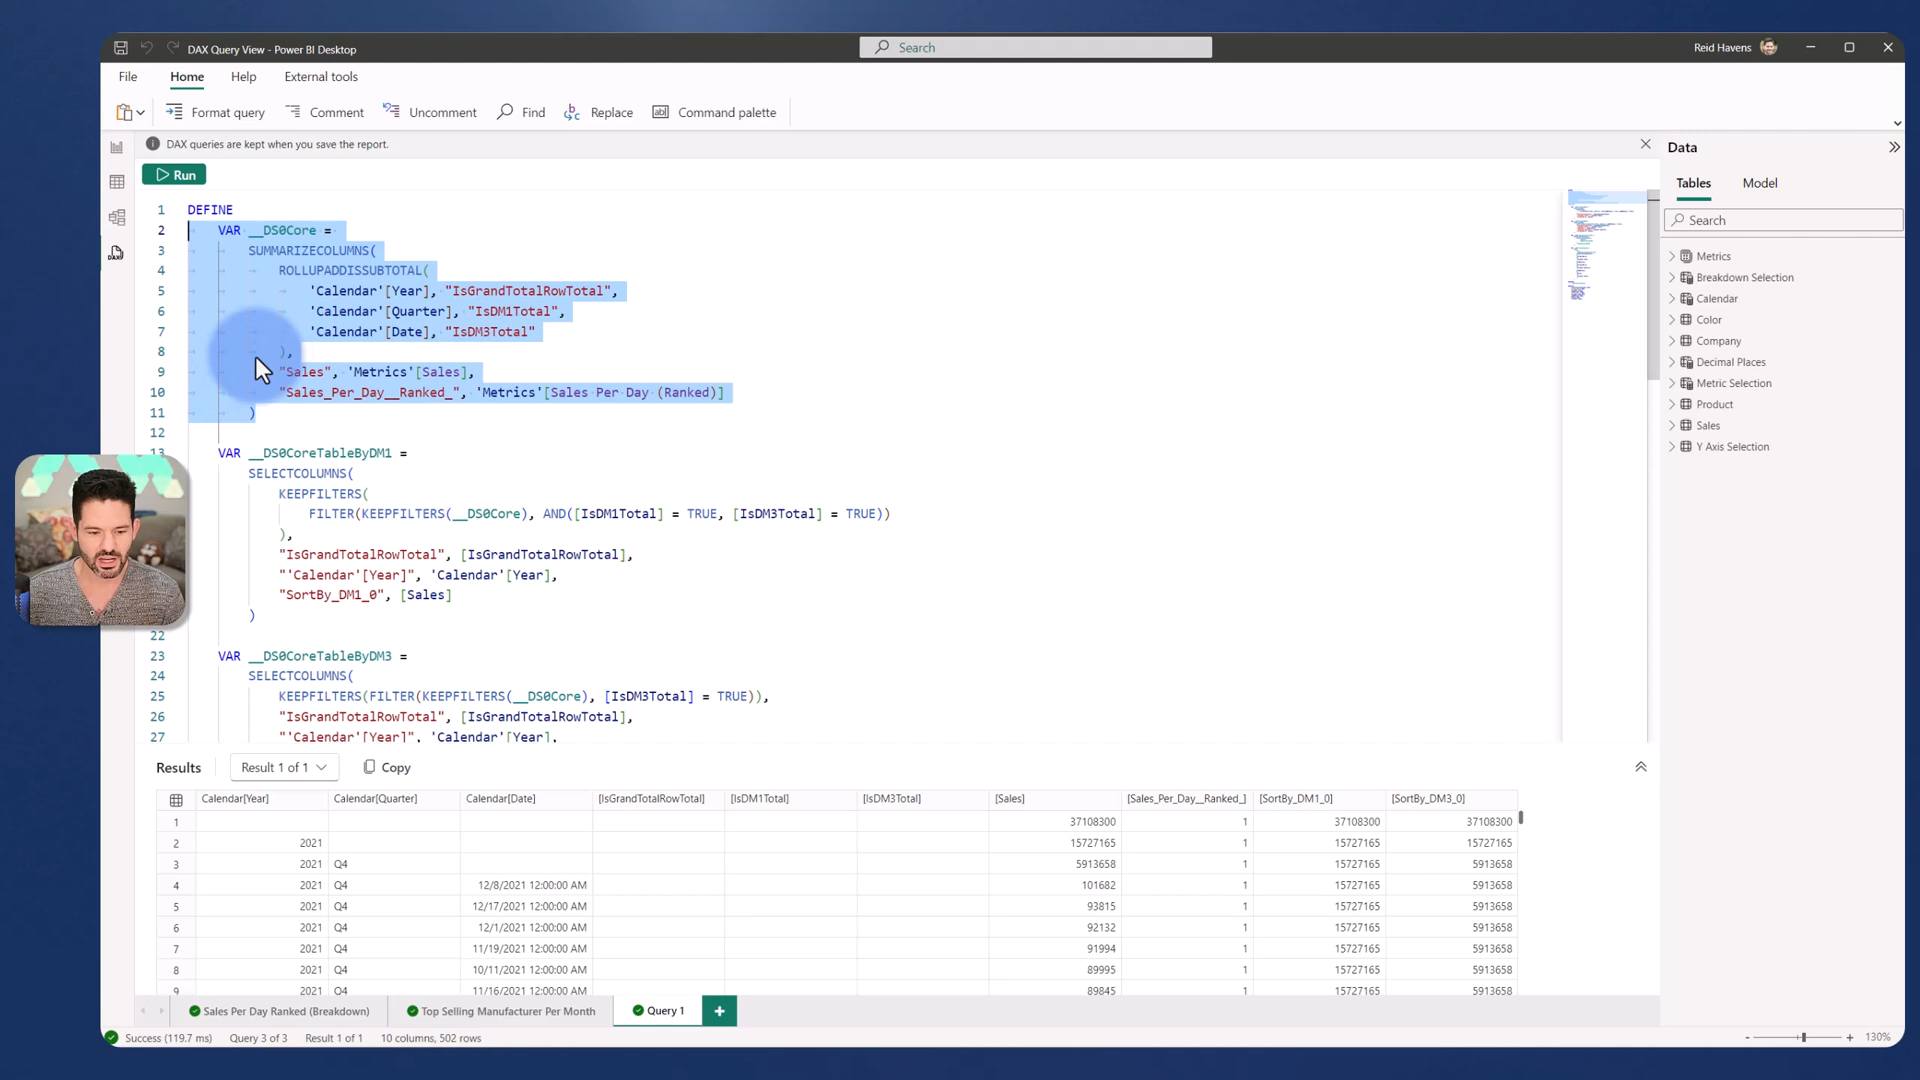 DAX Query View - Power BI Desktop
Search
Reid Havens
File Home Help External tools
Format query Comment Uncomment Find Replace Command palette
DAX queries are kept when you save the report.
Run
1 DEFINE
2 VAR __DS0Core =
3 SUMMARIZECOLUMNS(
4 ROLLUPADDISSUBTOTAL(
5 'Calendar'[Year], "IsGrandTotalRowTotal",
6 'Calendar'[Quarter], "IsDM1Total",
7 'Calendar'[Date], "IsDM3Total"
8 ),
9 "Sales", 'Metrics'[Sales],
10 "Sales_Per_Day__Ranked_", 'Metrics'[Sales Per Day (Ranked)]
11 )
12
13 VAR __DS0CoreTableByDM1 =
SELECTCOLUMNS(
KEEPFILTERS(
FILTER(KEEPFILTERS(__DS0Core), AND([IsDM1Total] = TRUE, [IsDM3Total] = TRUE))
),
"IsGrandTotalRowTotal", [IsGrandTotalRowTotal],
"'Calendar'[Year]", 'Calendar'[Year],
"SortBy_DM1_0", [Sales]
)
22
23 VAR __DS0CoreTableByDM3 =
24 SELECTCOLUMNS(
25 KEEPFILTERS(FILTER(KEEPFILTERS(__DS0Core), [IsDM3Total] = TRUE)),
26 "IsGrandTotalRowTotal", [IsGrandTotalRowTotal],
27 "'Calendar'[Year]", 'Calendar'[Year],
Data
Tables Model
Search
Metrics
Breakdown Selection
Calendar
Color
Company
Decimal Places
Metric Selection
Product
Sales
Y Axis Selection
Results Result 1 of 1 Copy
Calendar[Year] Calendar[Quarter] Calendar[Date] [IsGrandTotalRowTotal] [IsDM1Total] [IsDM3Total] [Sales] [Sales_Per_Day__Ranked_] [SortBy_DM1_0] [SortBy_DM3_0]
1 37108300 1 37108300 37108300
2 2021 15727165 1 15727165 15727165
3 2021 Q4 5913658 1 15727165 5913658
4 2021 Q4 12/8/2021 12:00:00 AM 101682 1 15727165 5913658
5 2021 Q4 12/17/2021 12:00:00 AM 93815 1 15727165 5913658
6 2021 Q4 12/1/2021 12:00:00 AM 92132 1 15727165 5913658
7 2021 Q4 11/19/2021 12:00:00 AM 91994 1 15727165 5913658
8 2021 Q4 10/11/2021 12:00:00 AM 89995 1 15727165 5913658
9 2021 Q4 11/16/2021 12:00:00 AM 89845 1 15727165 5913658
Sales Per Day Ranked (Breakdown) Top Selling Manufacturer Per Month Query 1
Success (119.7 ms) Query 3 of 3 Result 1 of 1 10 columns, 502 rows
130%